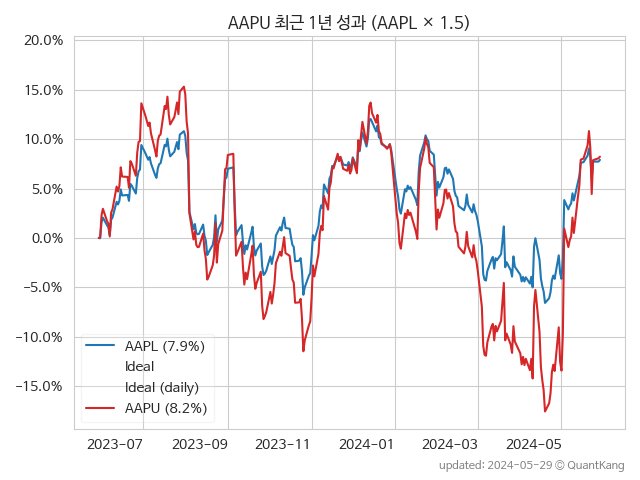 AAPU 최근 1년 성과 (AAPL × 1.5)
20.0%
15.0%
10.0%
5.0%
0.0%
−5.0%
−10.0%
−15.0%
AAPL (7.9%)
Ideal
Ideal (daily)
AAPU (8.2%)
2023−07
2023−09
2023−11
2024−01
2024−03
2024−05
updated: 2024−05−29 ⓒ QuantKang